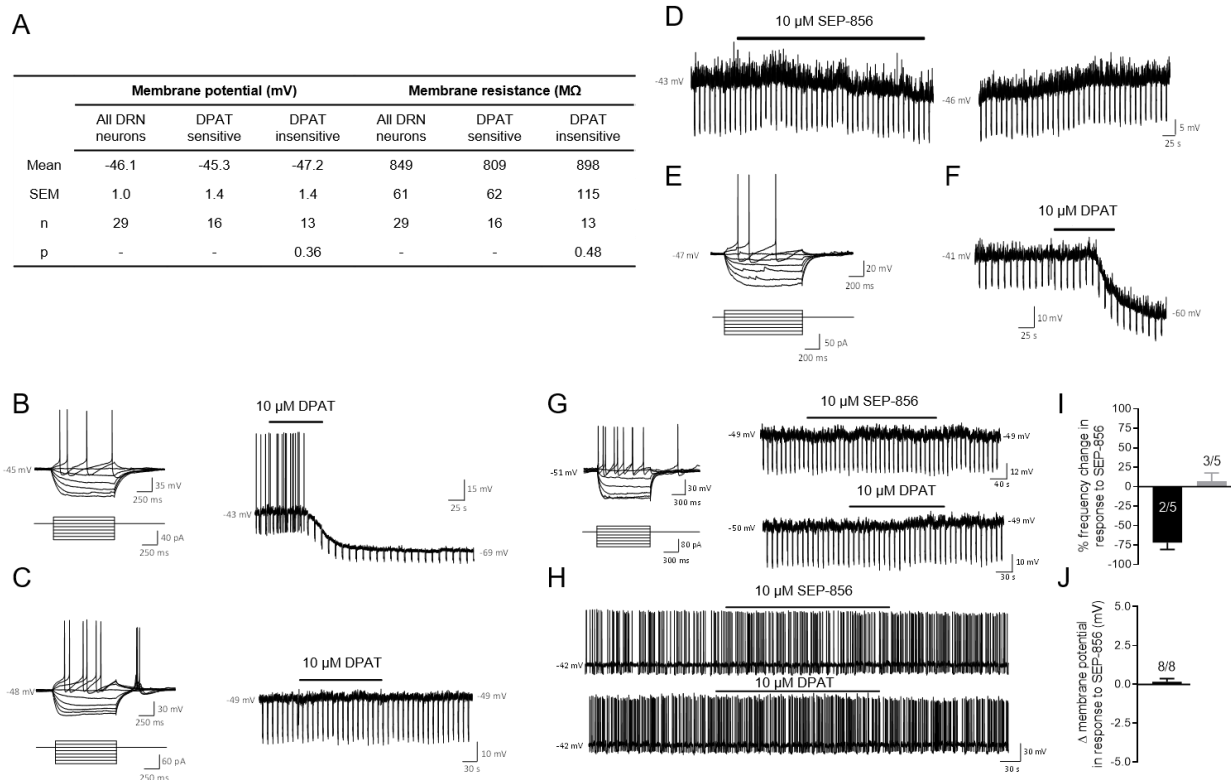 A
Membrane potential (mV) Membrane resistance (MΩ
All DRN neurons DPAT sensitive DPAT insensitive All DRN neurons DPAT sensitive DPAT insensitive
Mean -46.1 -45.3 -47.2 849 809 898
SEM 1.0 1.4 1.4 61 62 115
n 29 16 13 29 16 13
p - - 0.36 - - 0.48
D
10 µM SEP-856
-43 mV
-46 mV
5 mV
25 s
E
-47 mV
20 mV
200 ms
50 pA
200 ms
F
10 µM DPAT
-41 mV
-60 mV
10 mV
25 s
B
-45 mV
35 mV
250 ms
40 pA
250 ms
10 µM DPAT
-43 mV
15 mV
25 s
-69 mV
C
-48 mV
30 mV
250 ms
60 pA
250 ms
10 µM DPAT
-49 mV
-49 mV
10 mV
30 s
G
-51 mV
30 mV
300 ms
80 pA
300 ms
10 µM SEP-856
-49 mV
-49 mV
12 mV
40 s
10 µM DPAT
-50 mV
-49 mV
10 mV
30 s
H
10 µM SEP-856
-42 mV
10 µM DPAT
-42 mV
30 mV
30 s
I
% frequency change in
response to SEP-856
100
75
50
25
0
-25
-50
-75
-100
2/5
3/5
J
Δ membrane potential
in response to SEP-856 (mV)
5.0
2.5
0.0
-2.5
-5.0
8/8